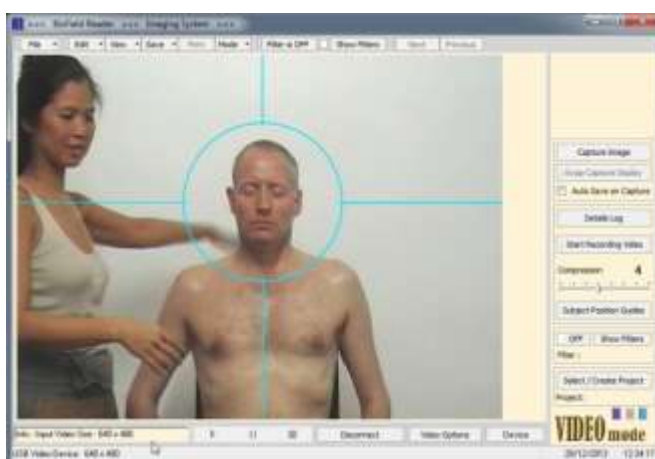 BioField Reader >>> Imaging System >>>
File Edit View Save Print Mode Filter is OFF Show Filters Next Previous
Capture Image
Auto Save on Capture
Details Log
Start Recording Video
Compression 4
Subject Position Guides
OFF Show Filters
Filter :
Select / Create Project
Project:
VIDEO mode
Info: Input Video Size: 640 x 480
Disconnect Video Options Device
USB Video Device: 640 x 480